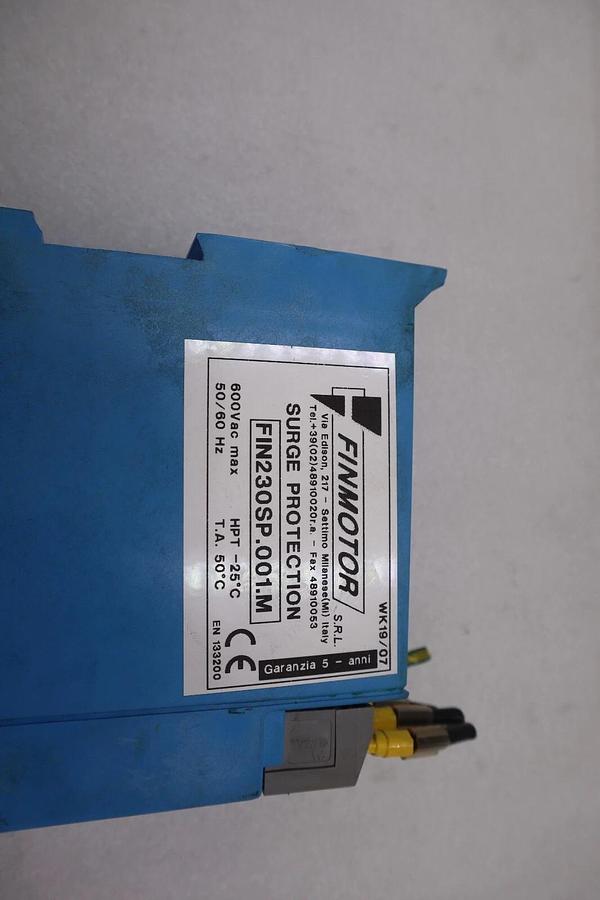 WK19/07
FINMOTOR S.R.L.
Via Edison, 217 - Settimo Milanese(MI) Italy
Tel.+39(02)48910020r.a. - Fax 48910053
SURGE PROTECTION
FIN230SP.001.M
600Vac max HPT -25°C
50/60 Hz T.A. 50°C
Garanzia 5 - anni
CE
EN 133200